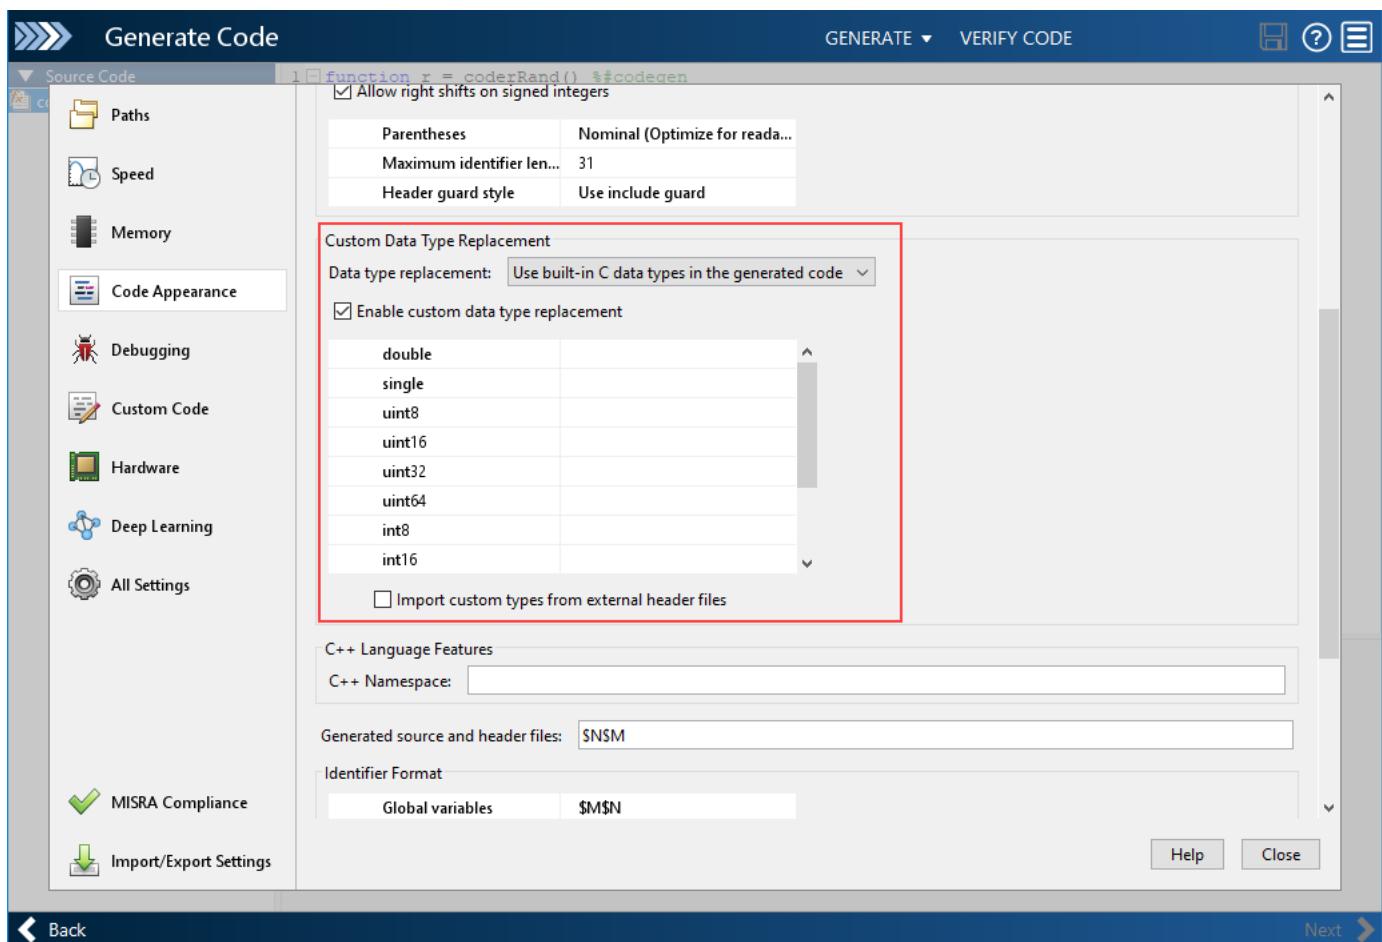 Generate Code
GENERATE
VERIFY CODE
Source Code
1 function r = coderRand() %#codegen
Paths
Speed
Memory
Code Appearance
Debugging
Custom Code
Hardware
Deep Learning
All Settings
MISRA Compliance
Import/Export Settings
Allow right shifts on signed integers
Parentheses Nominal (Optimize for reada...
Maximum identifier len... 31
Header guard style Use include guard
Custom Data Type Replacement
Data type replacement: Use built-in C data types in the generated code
Enable custom data type replacement
double
single
uint8
uint16
uint32
uint64
int8
int16
Import custom types from external header files
C++ Language Features
C++ Namespace:
Generated source and header files: $N$M
Identifier Format
Global variables $M$N
Help
Close
Back
Next